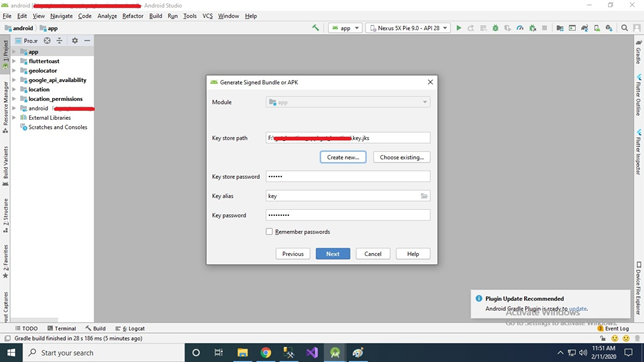 android
- Android Studio
File Edit View Navigate Code Analyze Refactor Build Run Tools VCS Window Help
android app
app Nexus 5X Pie 9.0 - API 28
1: Project
Resource Manager
Build Variants
Z: Structure
2: Favorites
Layout Captures
Pro
app
fluttertoast
geolocator
google_api_availability
location
location_permissions
android
External Libraries
Scratches and Consoles
Generate Signed Bundle or APK
Module
app
Key store path
F:\
.key.jks
Create new...
Choose existing...
Key store password
••••••
Key alias
key
Key password
•••••••••
Remember passwords
Previous
Next
Cancel
Help
Gradle
Flutter Outline
Flutter Inspector
Device File Explorer
Plugin Update Recommended
Android Gradle Plugin is ready to update.
Activate Windows
Go to Settings to activate Windows.
TODO Terminal Build 6: Logcat
Event Log
Gradle build finished in 28 s 186 ms (5 minutes ago)
Start your search
11:51 AM
2/11/2020